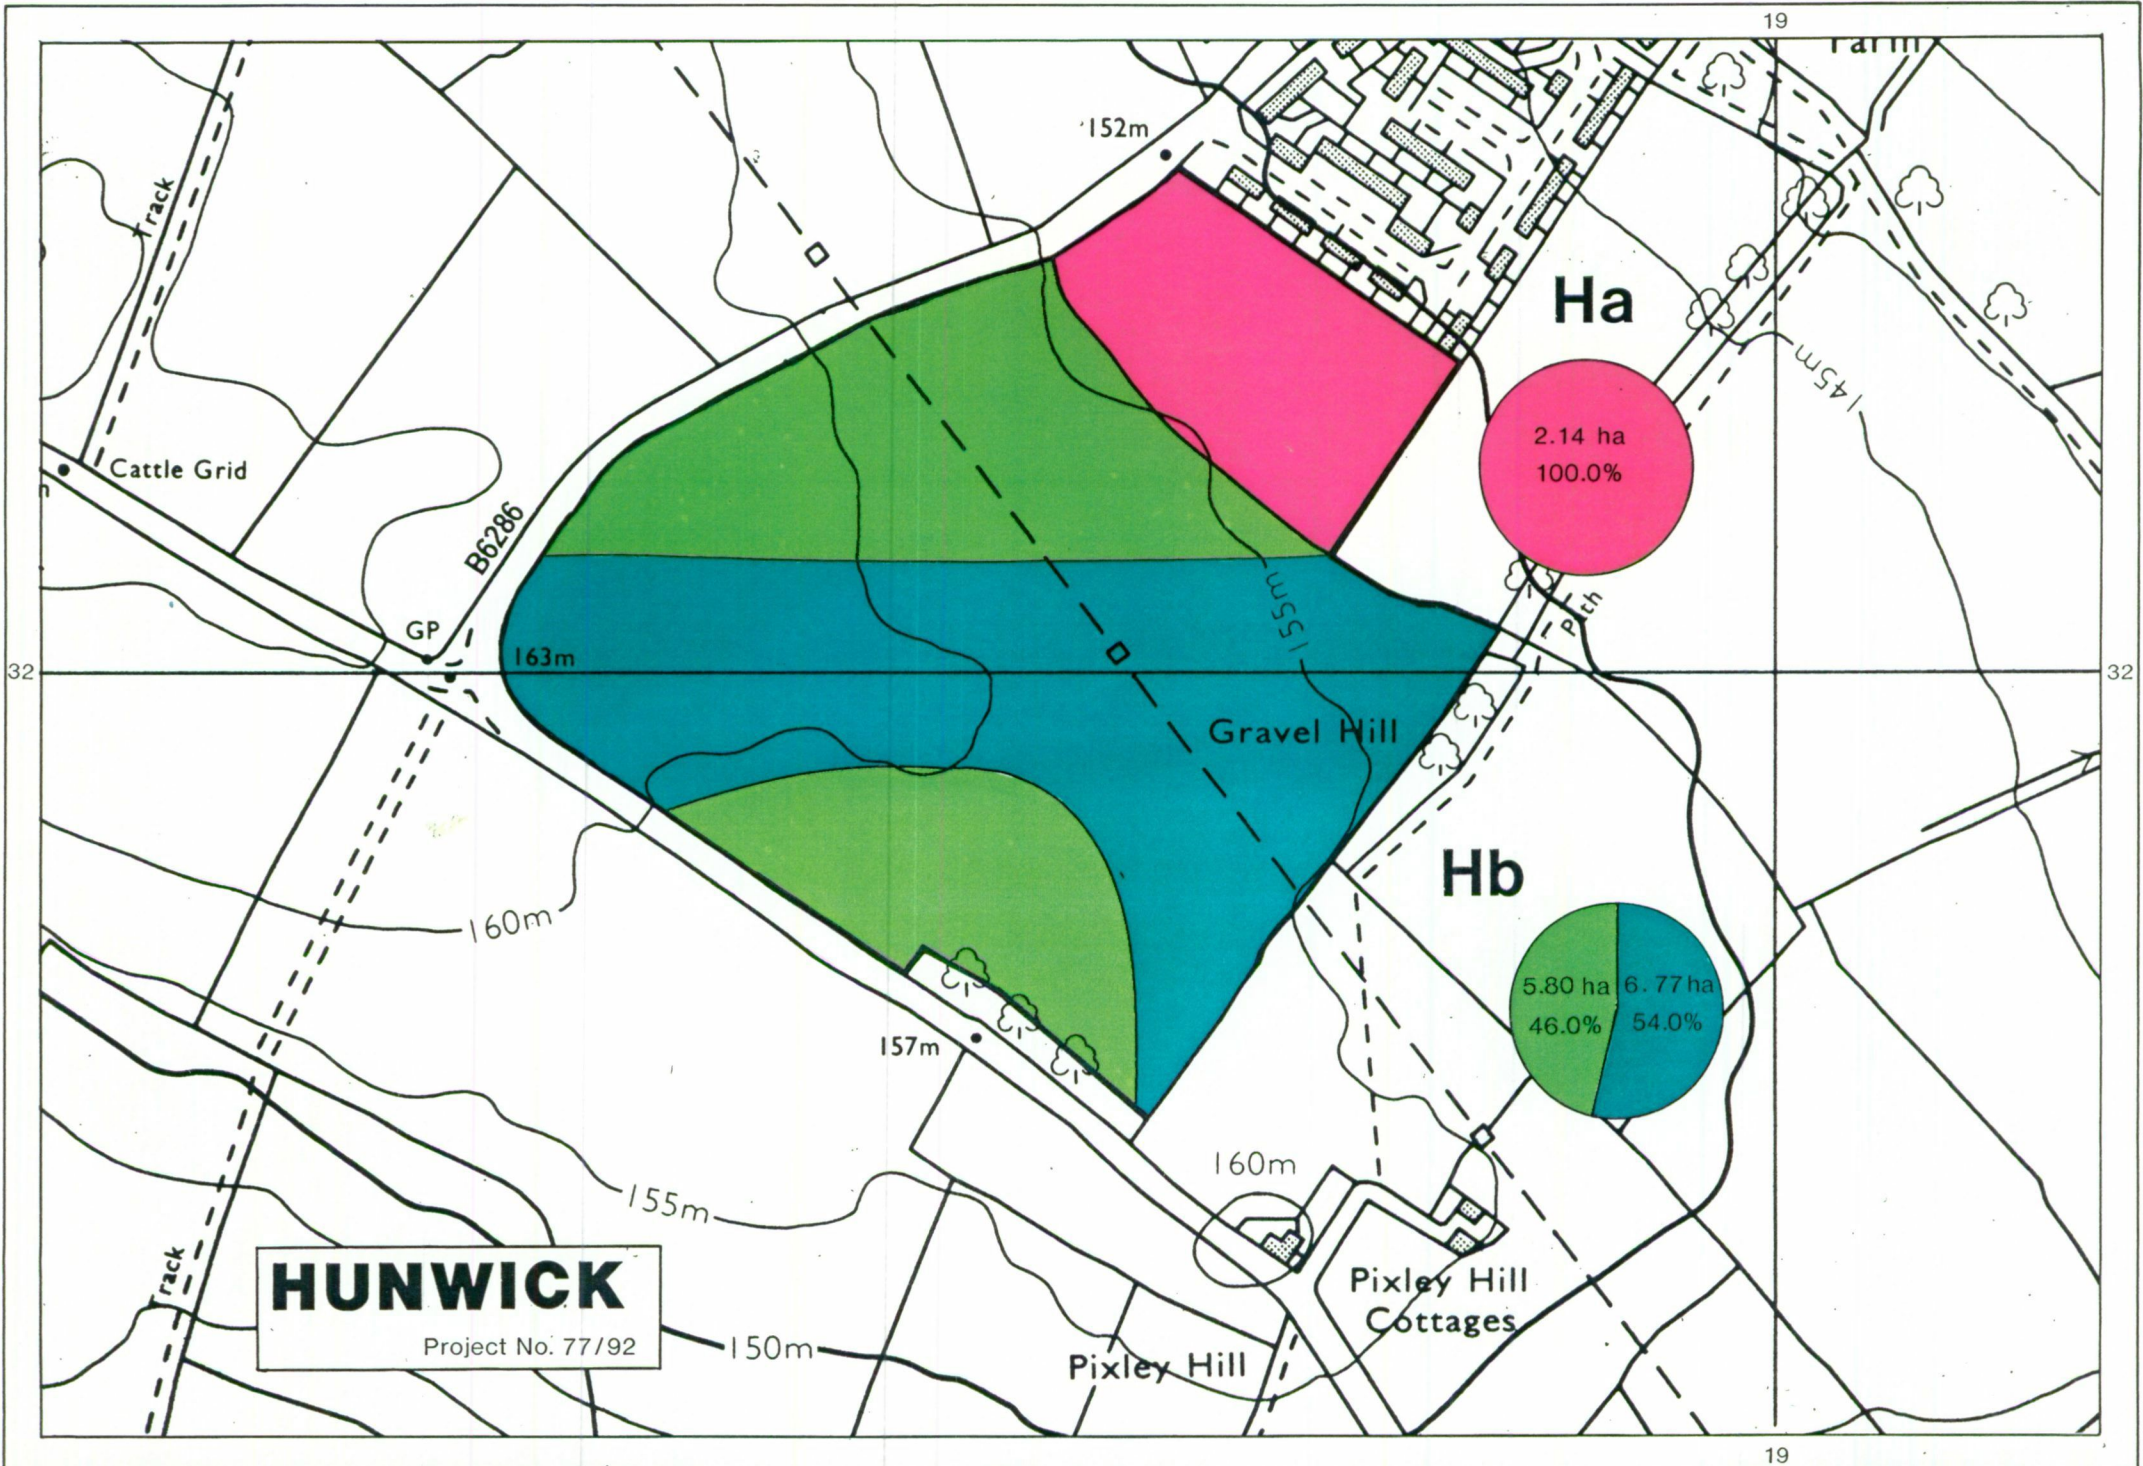 19
Farm
152m
Track
Ha
145m
2.14 ha
100.0%
Cattle Grid
B6286
155m
Path
GP
32
163m
32
Gravel Hill
Hb
160m
5.80 ha
6.77 ha
46.0%
54.0%
157m
160m
155m
Track
HUNWICK
Project No. 77/92
Pixley Hill
Cottages
150m
Pixley Hill
19